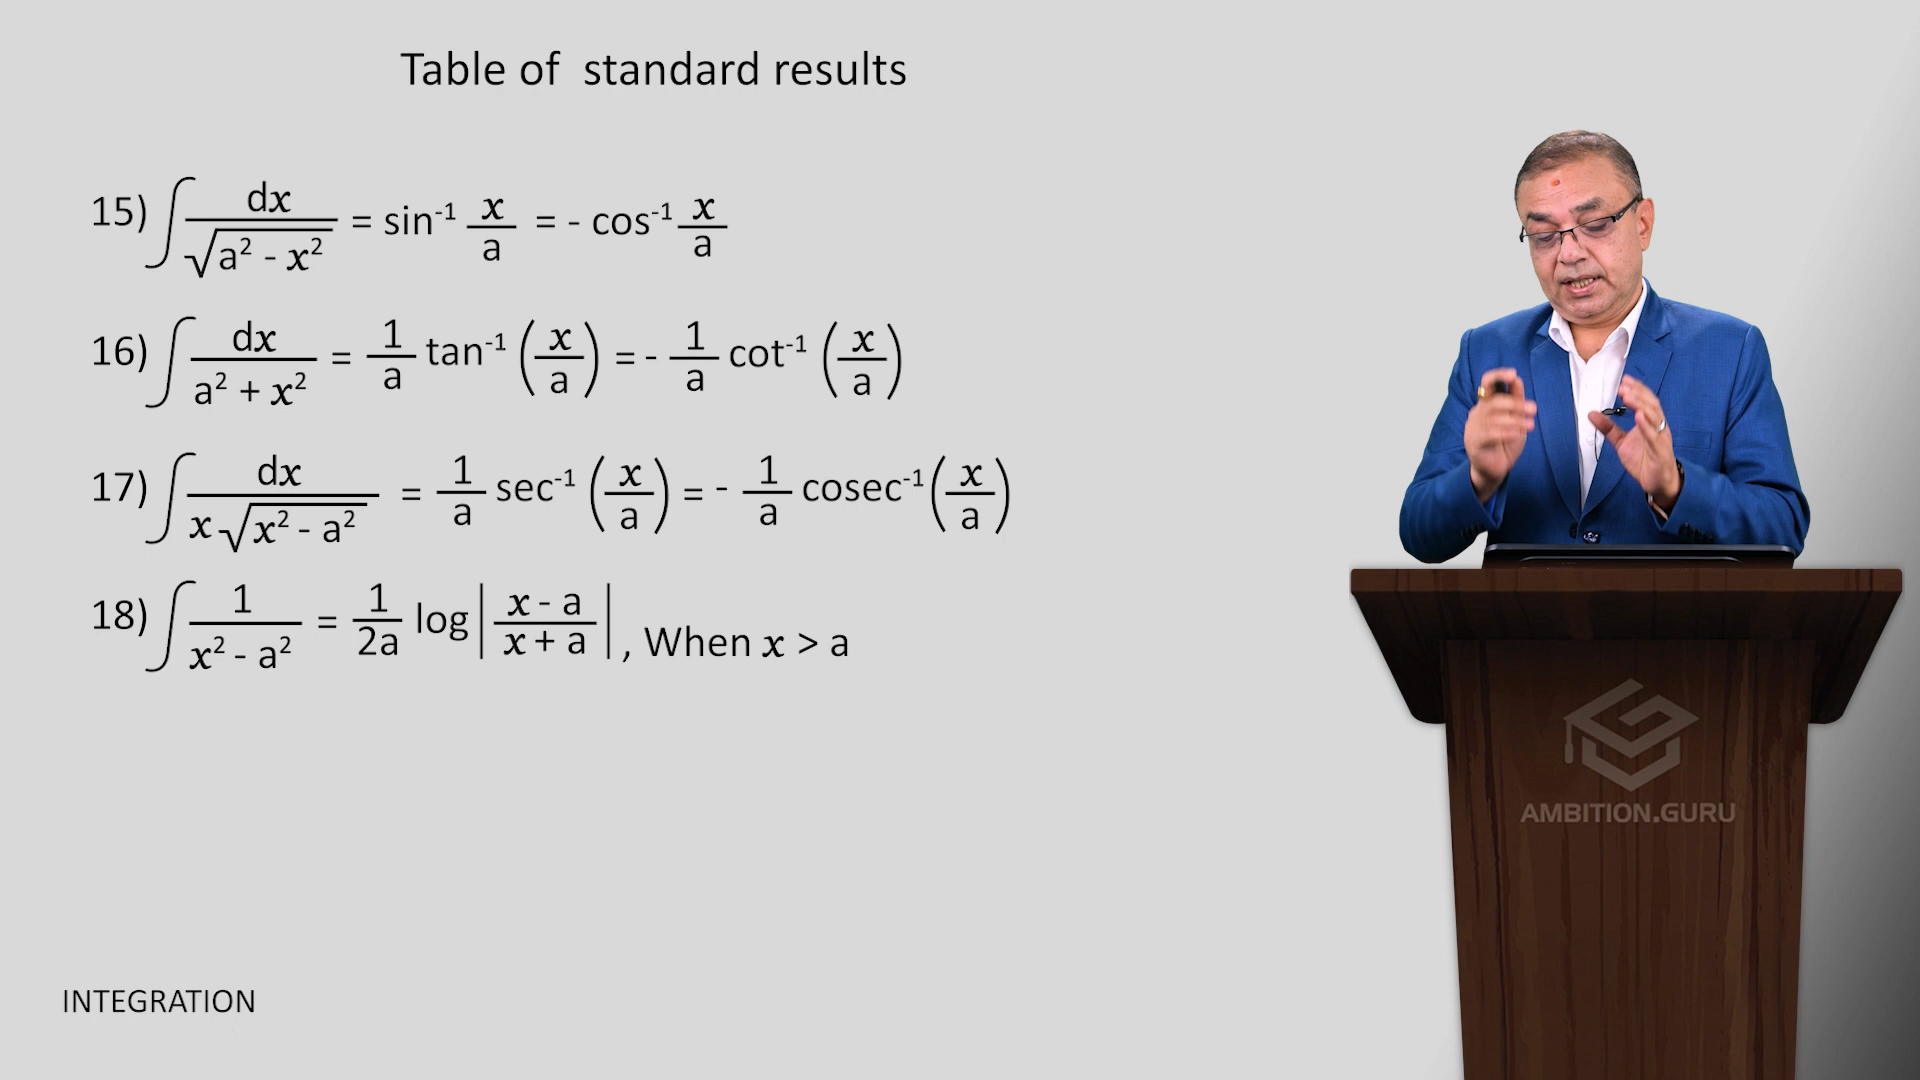 Table of standard results
15) ∫ dx / √(a² - x²) = sin⁻¹ x/a = - cos⁻¹ x/a
16) ∫ dx / (a² + x²) = 1/a tan⁻¹ (x/a) = - 1/a cot⁻¹ (x/a)
17) ∫ dx / (x√(x² - a²)) = 1/a sec⁻¹ (x/a) = - 1/a cosec⁻¹ (x/a)
18) ∫ 1 / (x² - a²) = 1/2a log |(x - a)/(x + a)|, When x > a
AMBITION.GURU
INTEGRATION